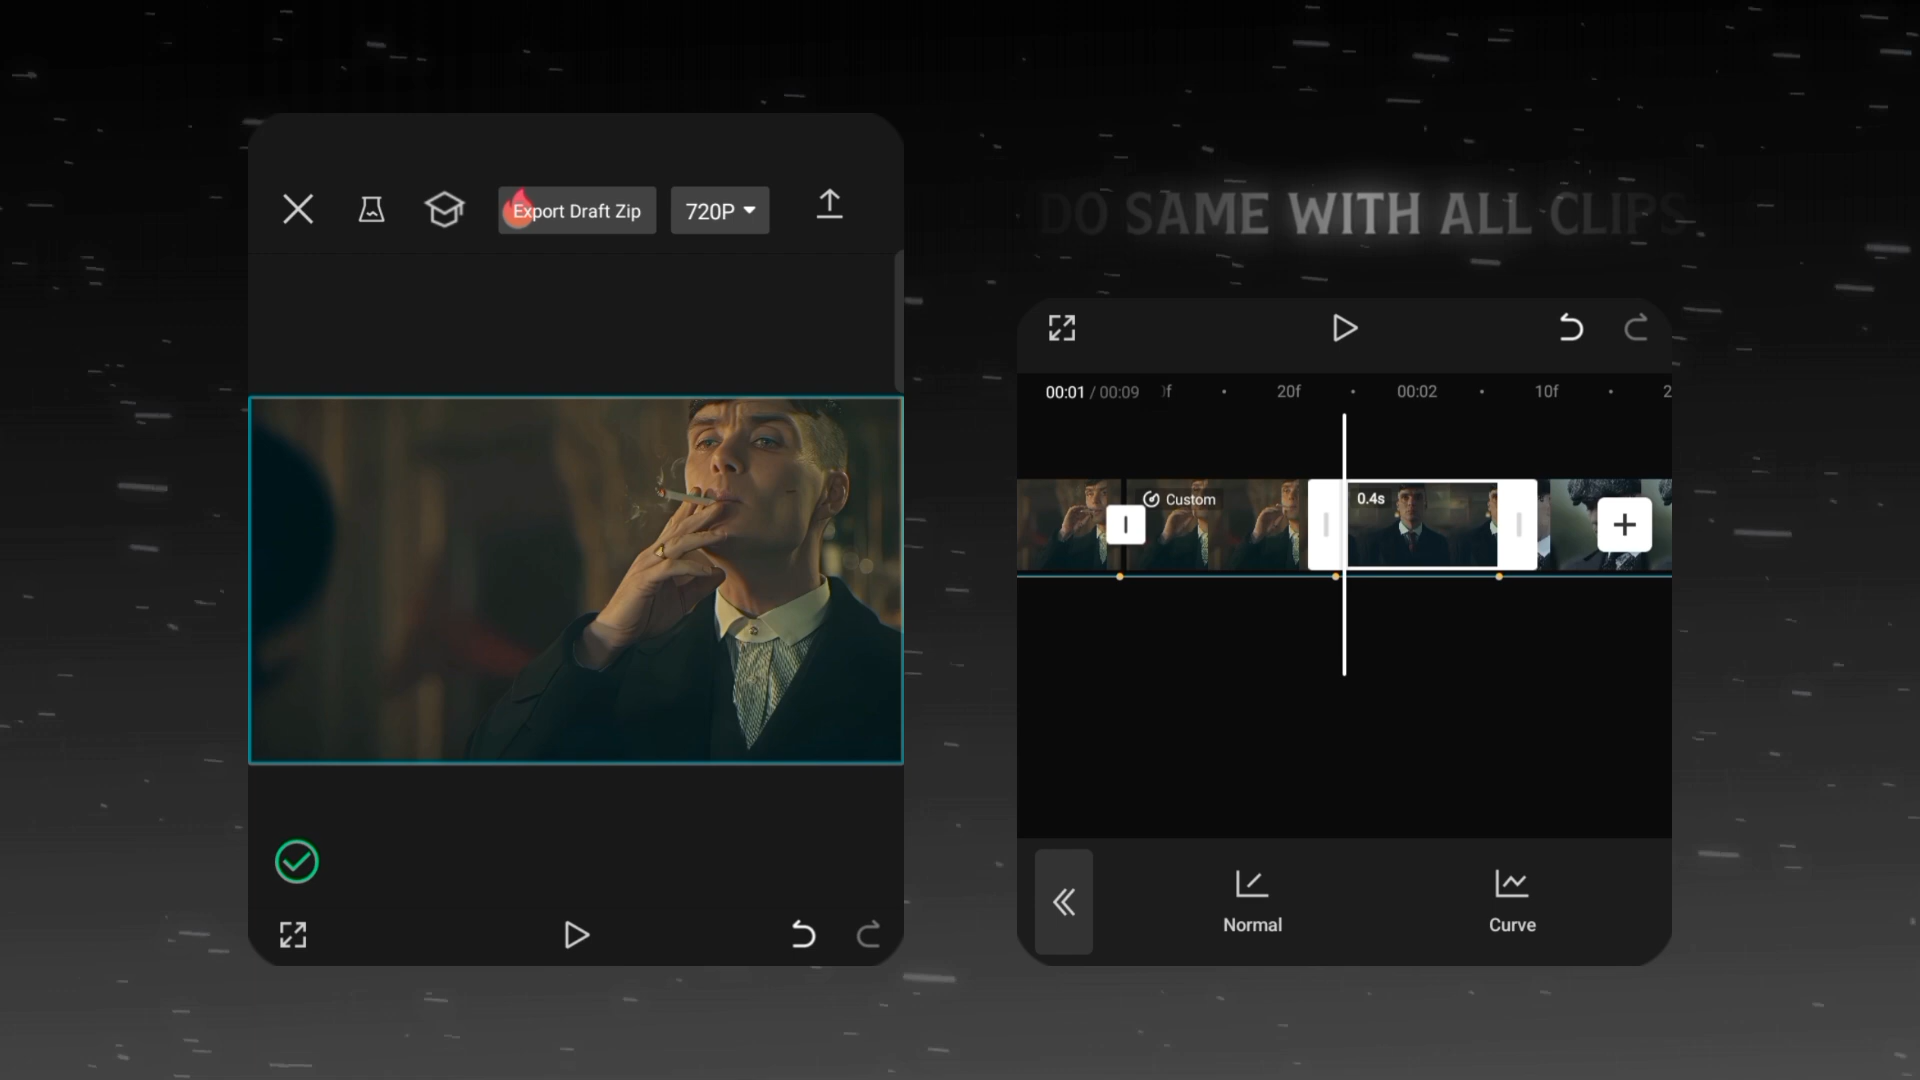 Export Draft Zip
720P
DO SAME WITH ALL CLIPS
00:01 / 00:09
20f
00:02
10f
Custom
0.4s
Normal
Curve